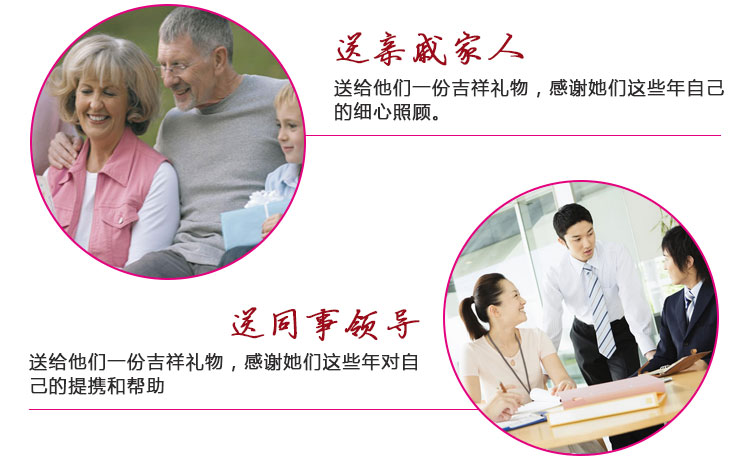 送亲戚家人
送给他们一份吉祥礼物，感谢她们这些年自己
的细心照顾。
送同事领导
送给他们一份吉祥礼物，感谢她们这些年对自
己的提携和帮助